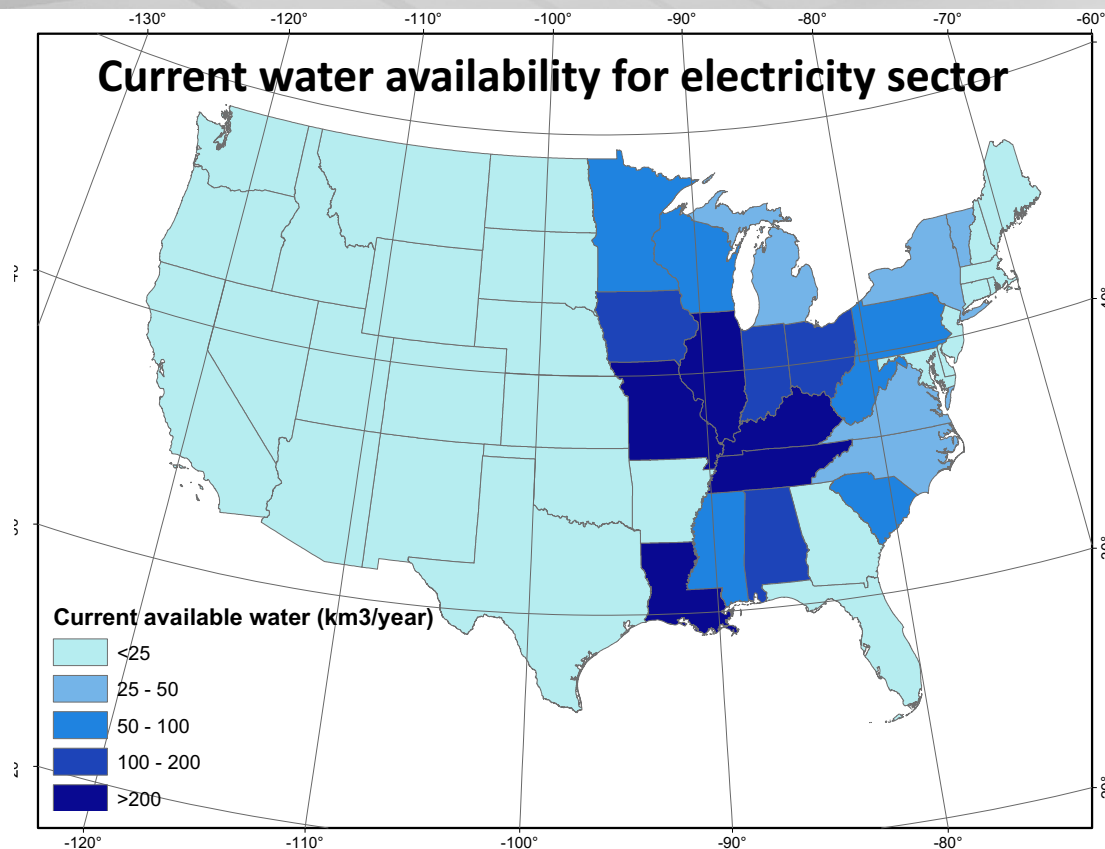 -130° -120° -110° -100° -90° -80° -70° -60°
Current water availability for electricity sector
Current available water (km3/year)
<25
25 - 50
50 - 100
100 - 200
>200
-120° -110° -100° -90° -80°